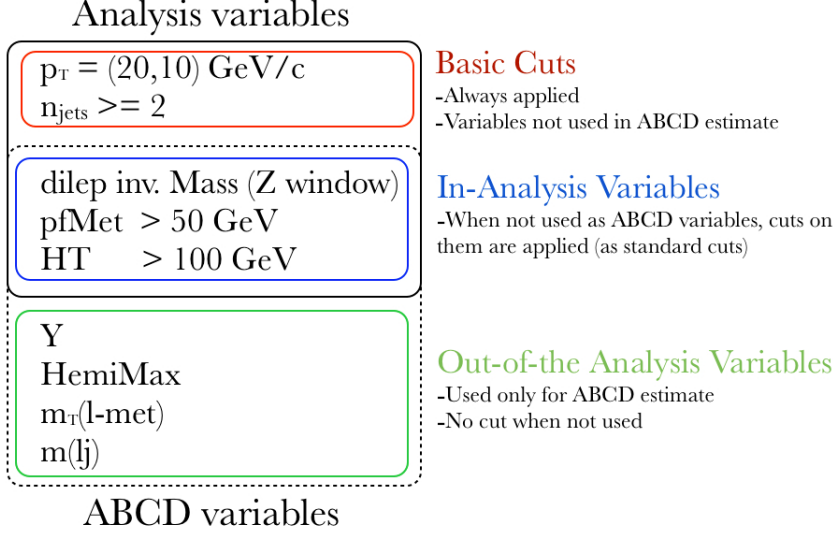 Analysis variables
pT = (20,10) GeV/c
njets >= 2
Basic Cuts
-Always applied
-Variables not used in ABCD estimate
dilep inv. Mass (Z window)
pfMet > 50 GeV
HT > 100 GeV
In-Analysis Variables
-When not used as ABCD variables, cuts on
them are applied (as standard cuts)
Y
HemiMax
mT(l-met)
m(lj)
Out-of-the Analysis Variables
-Used only for ABCD estimate
-No cut when not used
ABCD variables